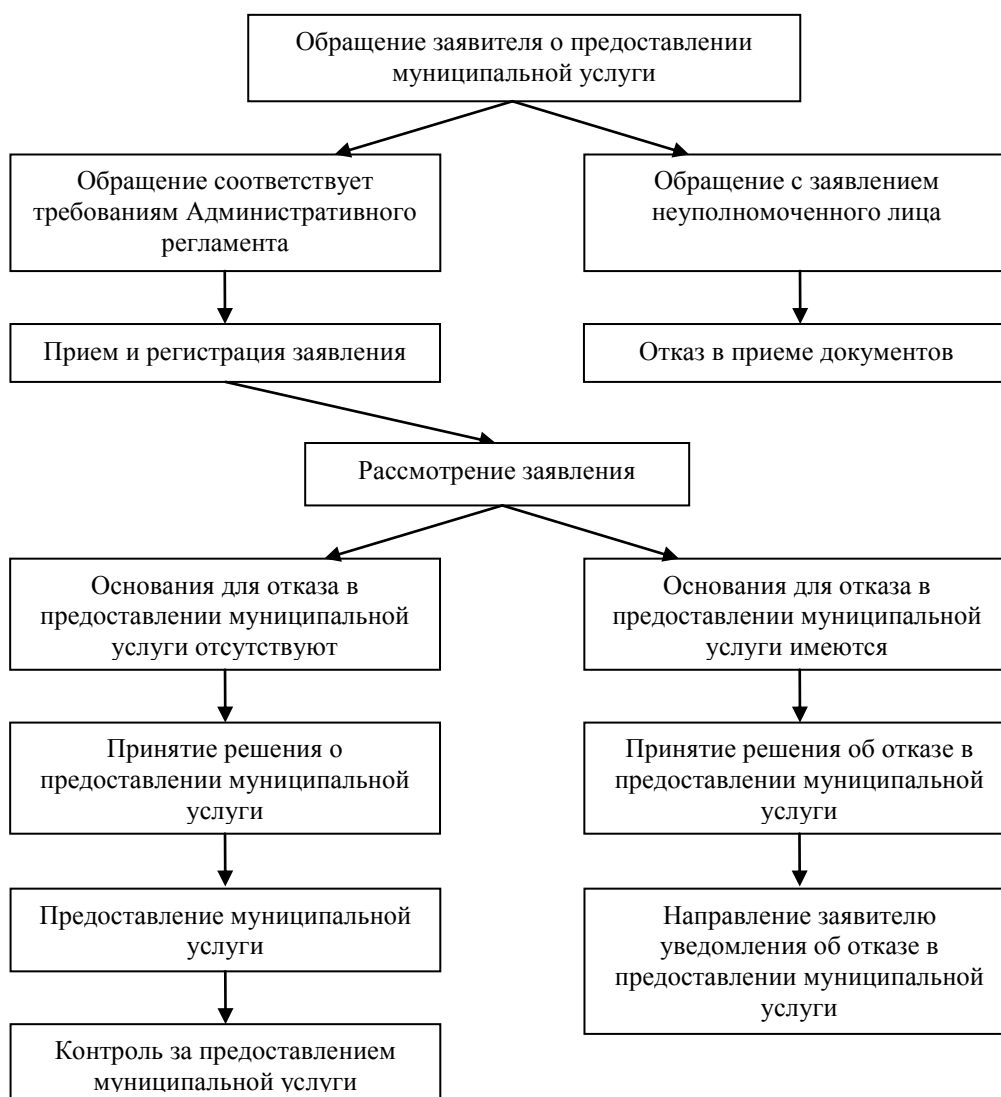 Обращение заявителя о предоставлении
муниципальной услуги
Обращение соответствует
требованиям Административного
регламента
Обращение с заявлением
неуполномоченного лица
Прием и регистрация заявления
Отказ в приеме документов
Рассмотрение заявления
Основания для отказа в
предоставлении муниципальной
услуги отсутствуют
Основания для отказа в
предоставлении муниципальной
услуги имеются
Принятие решения о
предоставлении муниципальной
услуги
Принятие решения об отказе в
предоставлении муниципальной
услуги
Предоставление муниципальной
услуги
Направление заявителю
уведомления об отказе в
предоставлении муниципальной
услуги
Контроль за предоставлением
муниципальной услуги